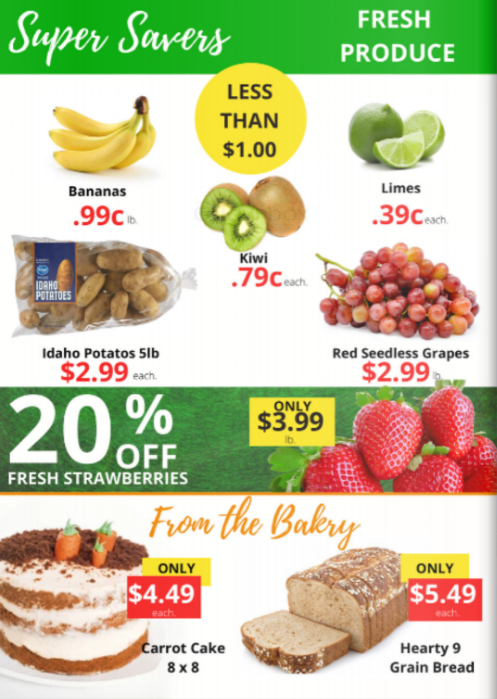 Super Savers
FRESH
PRODUCE
LESS
THAN
$1.00
Bananas
.99c lb.
Limes
.39c each.
Kiwi
.79c each.
IDAHO
POTATOES
Idaho Potatos 5lb
$2.99 each.
Red Seedless Grapes
$2.99 lb.
20% OFF
FRESH STRAWBERRIES
ONLY
$3.99
lb.
From the Bakry
ONLY
$4.49
each.
Carrot Cake
8 x 8
ONLY
$5.49
each.
Hearty 9
Grain Bread